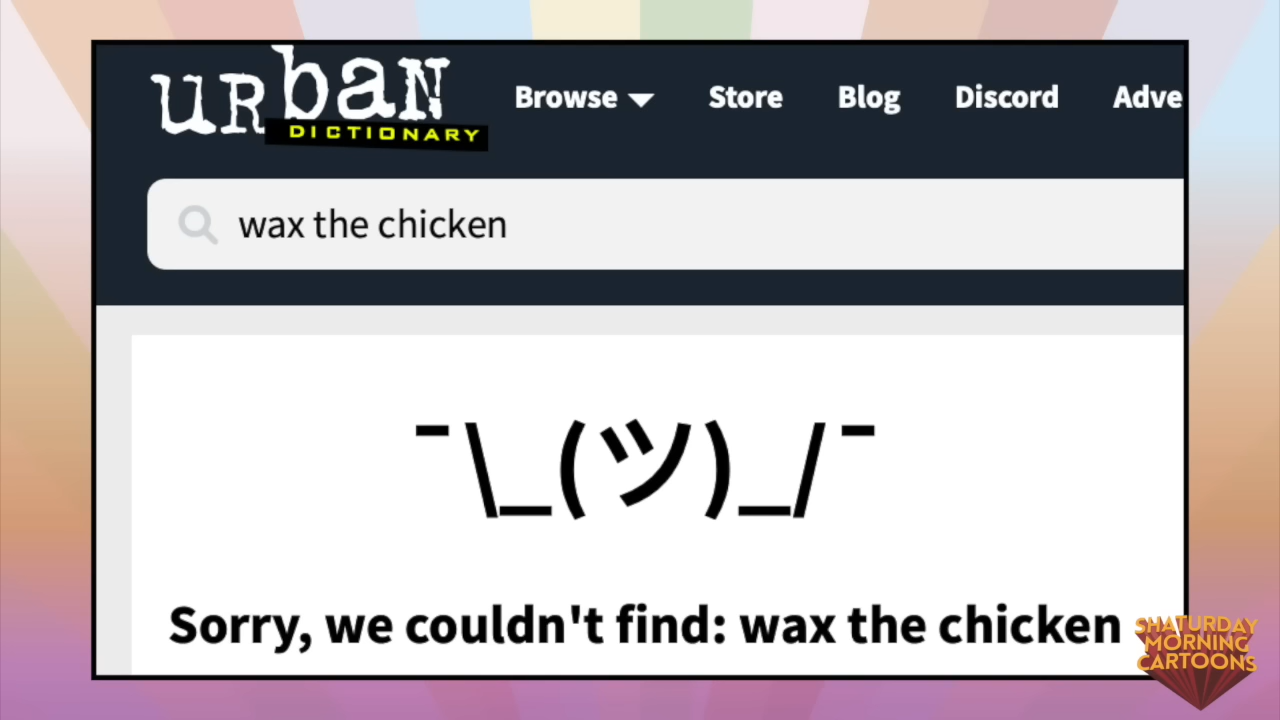 uRbaN
DICTIONARY
Browse Store Blog Discord Adve
wax the chicken
¯\_(ツ)_/¯
Sorry, we couldn't find: wax the chicken
SHATURDAY
MORNING
CARTOONS